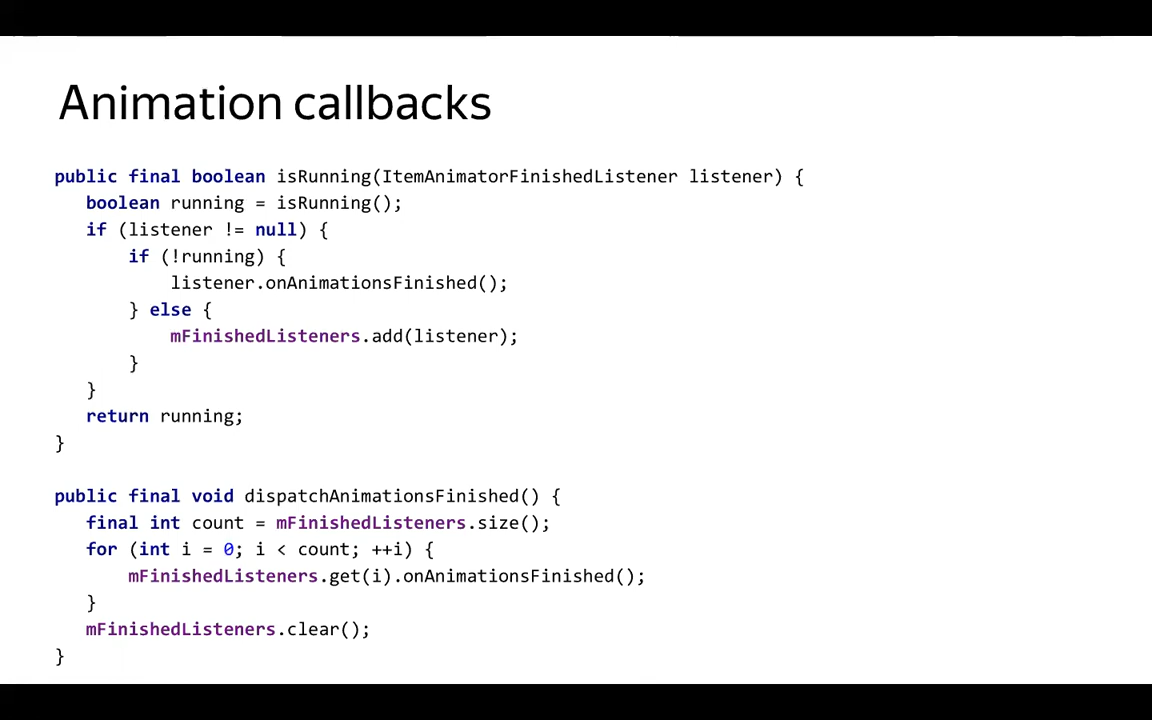 Animation callbacks
public final boolean isRunning(ItemAnimatorFinishedListener listener) {
boolean running = isRunning();
if (listener != null) {
if (!running) {
listener.onAnimationsFinished();
} else {
mFinishedListeners.add(listener);
}
}
return running;
}
public final void dispatchAnimationsFinished() {
final int count = mFinishedListeners.size();
for (int i = 0; i < count; ++i) {
mFinishedListeners.get(i).onAnimationsFinished();
}
mFinishedListeners.clear();
}